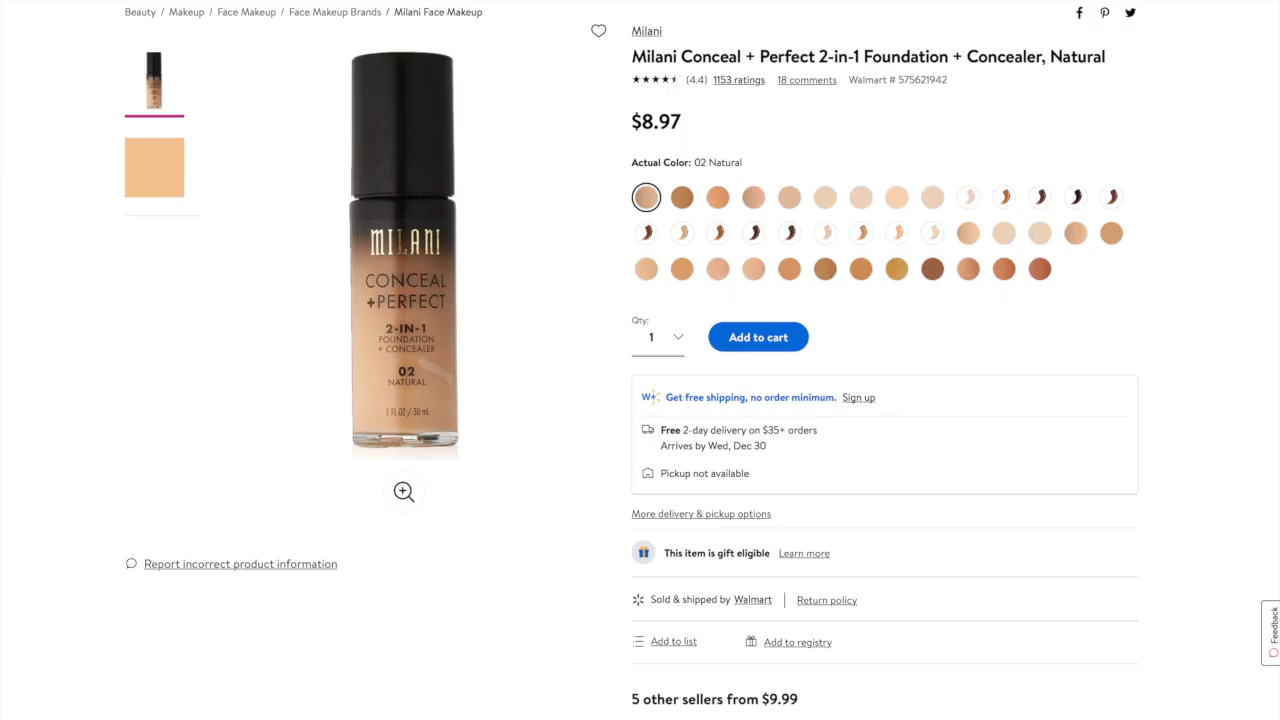 Beauty / Makeup / Face Makeup / Face Makeup Brands / Milani Face Makeup
Milani
Milani Conceal + Perfect 2-in-1 Foundation + Concealer, Natural
(4.4) 1153 ratings 18 comments Walmart # 575621942
$8.97
Actual Color: 02 Natural
MILANI
CONCEAL
+PERFECT
2-IN-1
FOUNDATION
+ CONCEALER
02
NATURAL
1 FL OZ / 30 mL
Qty:
1
Add to cart
W+ Get free shipping, no order minimum. Sign up
Free 2-day delivery on $35+ orders
Arrives by Wed, Dec 30
Pickup not available
More delivery & pickup options
This item is gift eligible Learn more
Report incorrect product information
Sold & shipped by Walmart | Return policy
Add to list Add to registry
Feedback
5 other sellers from $9.99